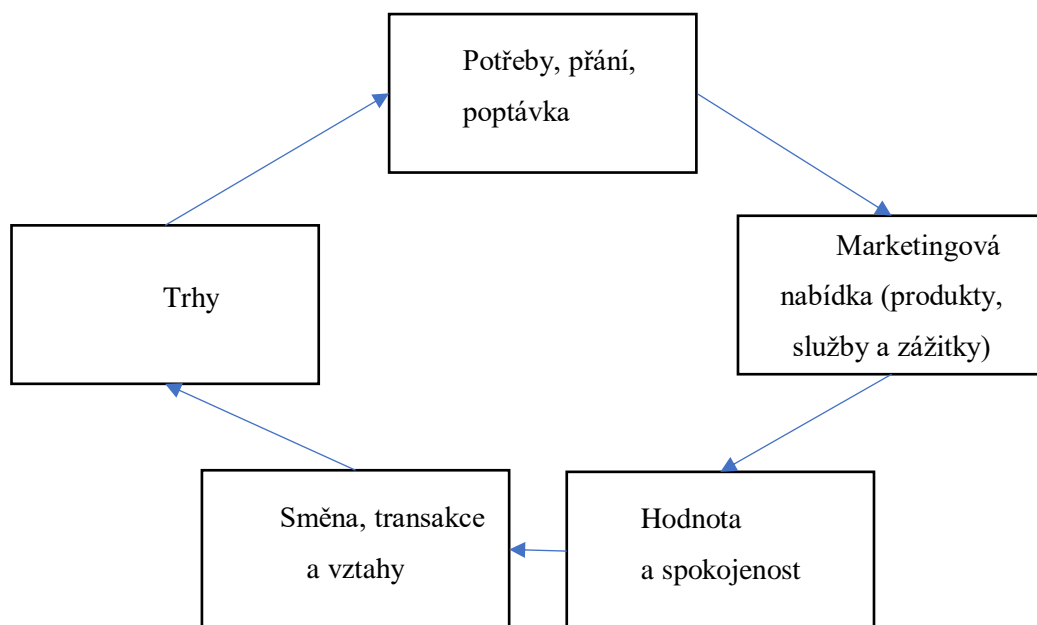 Potřeby, přání,
poptávka
Marketingová
nabídka (produkty,
služby a zážitky)
Trhy
Směna, transakce
a vztahy
Hodnota
a spokojenost